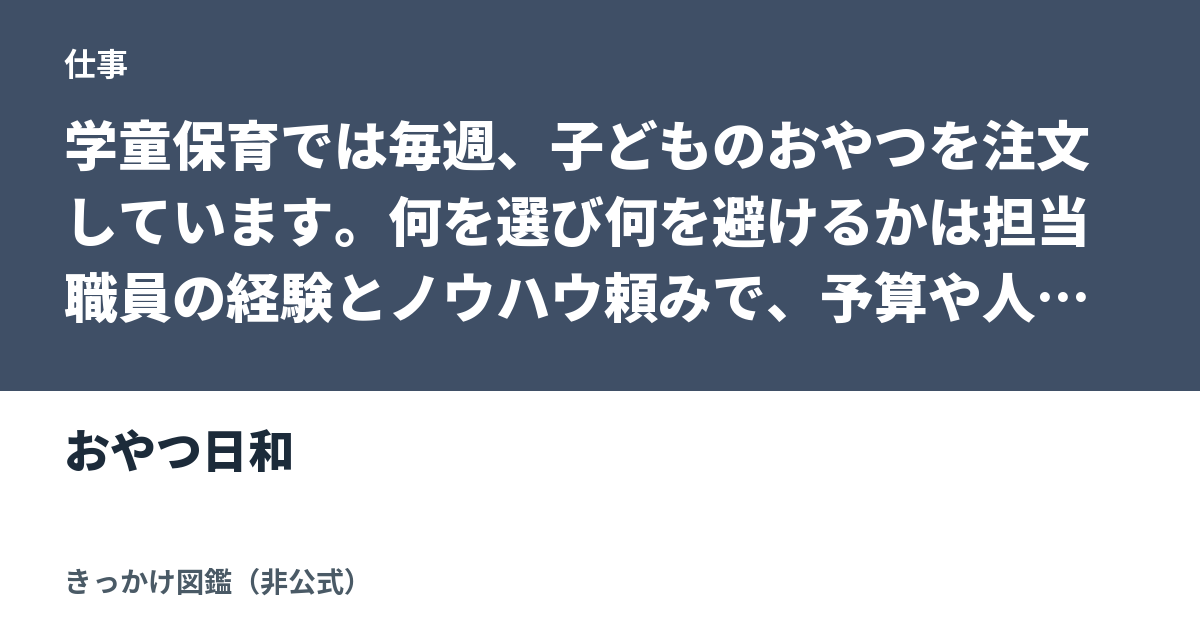 仕事
学童保育では毎週、子どものおやつを注文
しています。何を選び何を避けるかは担当
職員の経験とノウハウ頼みで、予算や人…
おやつ日和
きっかけ図鑑（非公式）